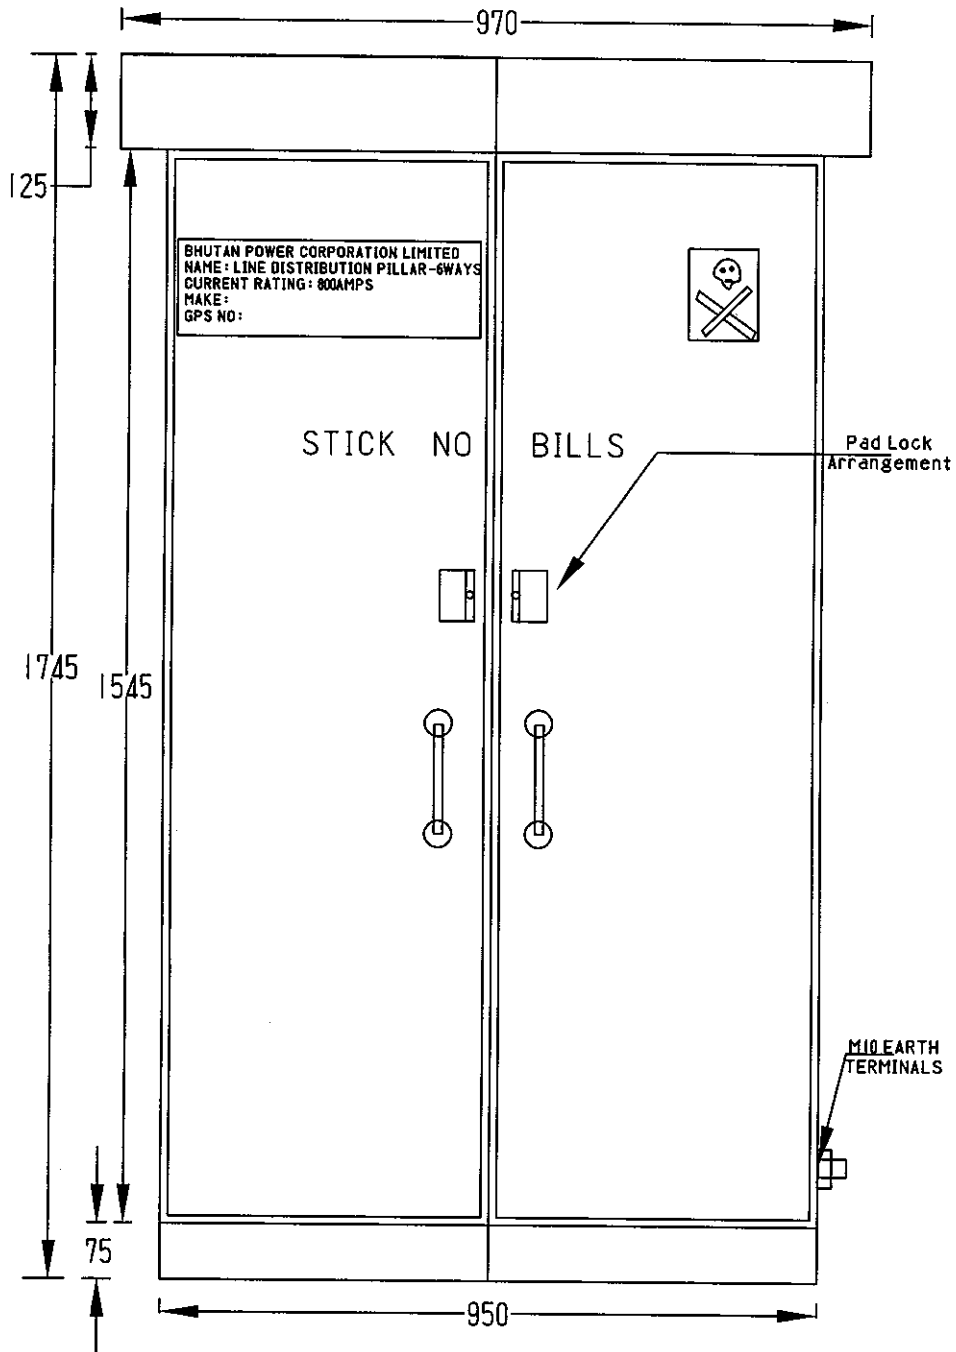 970
125
BHUTAN POWER CORPORATION LIMITED
NAME: LINE DISTRIBUTION PILLAR-6WAYS
CURRENT RATING: 800AMPS
MAKE:
GPS NO:
STICK NO BILLS
Pad Lock
Arrangement
1745
1545
M10 EARTH
TERMINALS
75
950